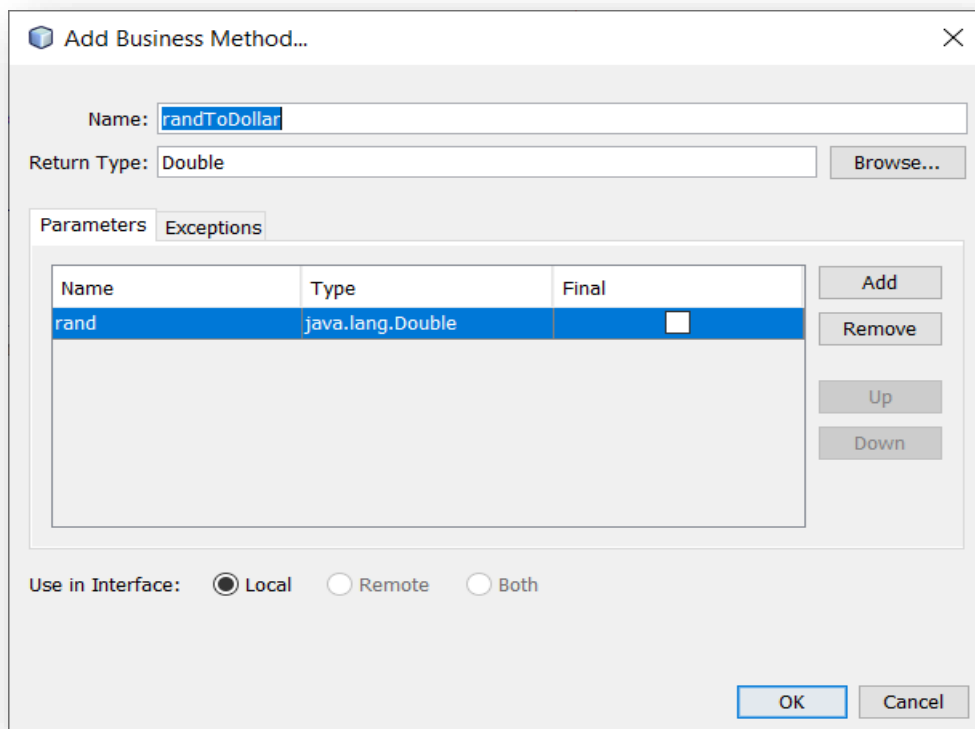 Add Business Method...
Name: randToDollar
Return Type: Double Browse...
Parameters Exceptions
Name Type Final Add
rand java.lang.Double Remove
Up
Down
Use in Interface: Local Remote Both
OK Cancel